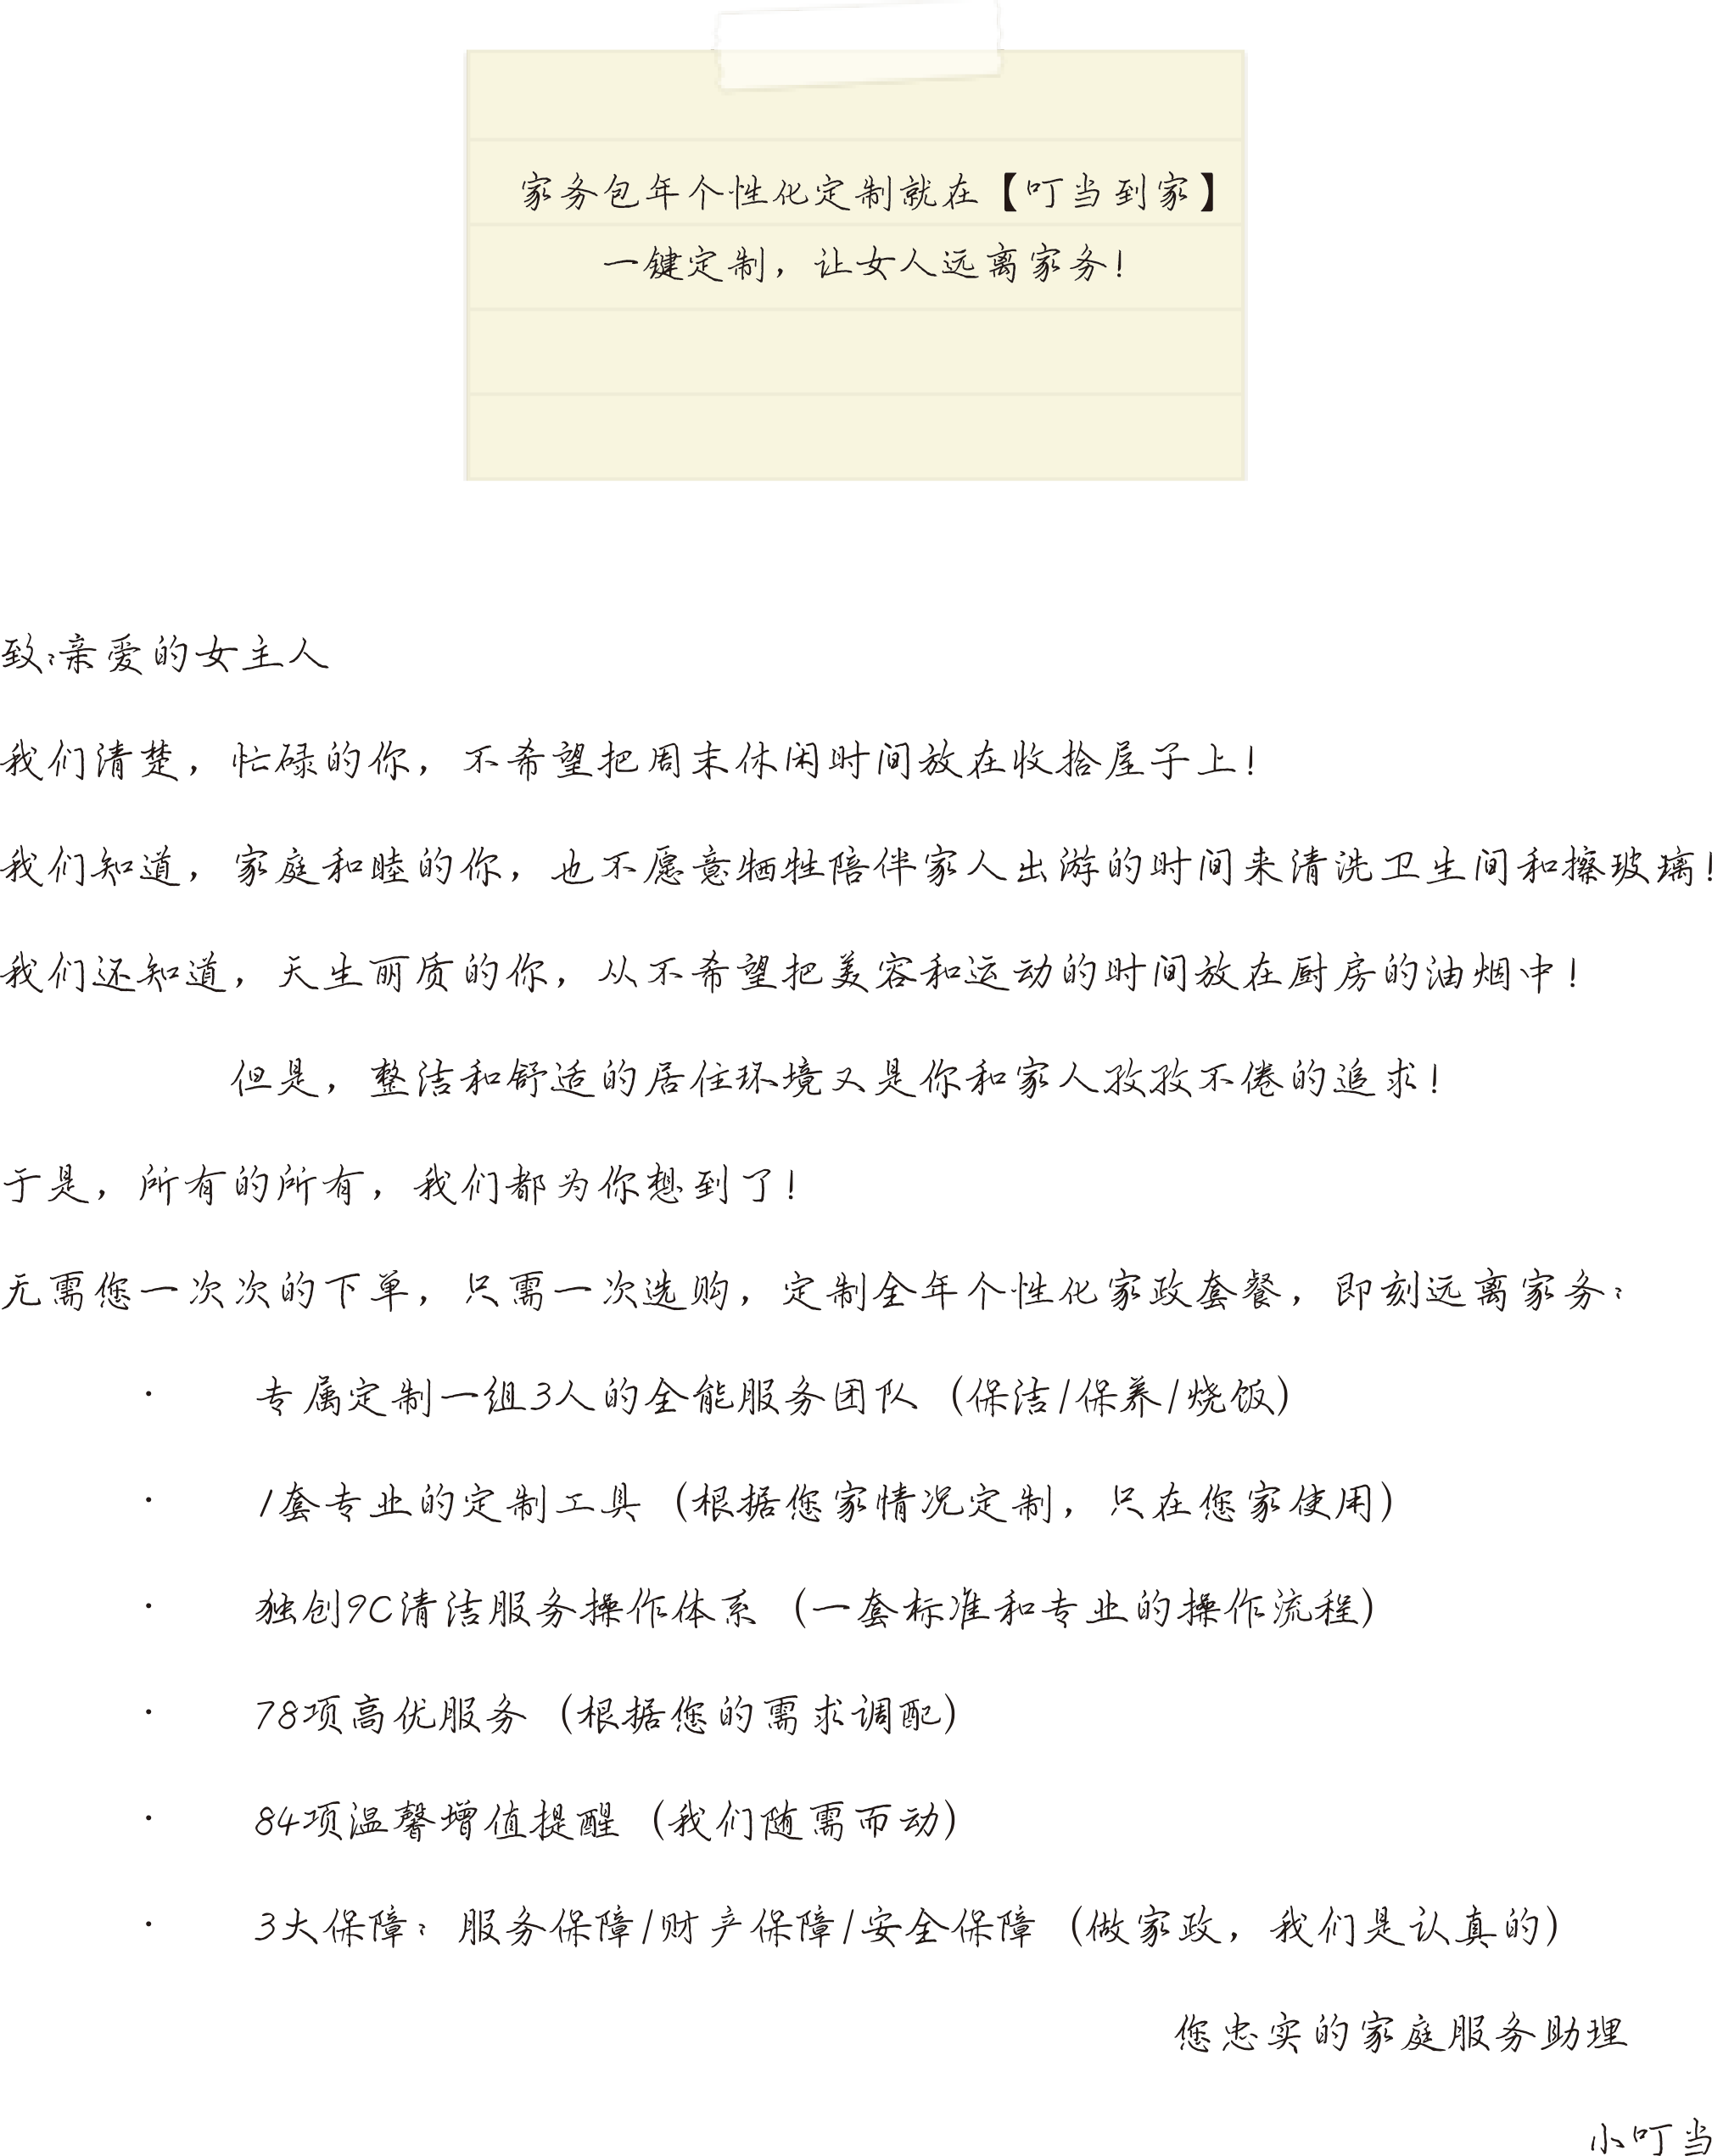 家务包年个性化定制就在【叮当到家】
一键定制，让女人远离家务！
致：亲爱的女主人
我们清楚，忙碌的你，不希望把周末休闲时间放在收拾屋子上！
我们知道，家庭和睦的你，也不愿意牺牲陪伴家人出游的时间来清洗卫生间和擦玻璃！
我们还知道，天生丽质的你，从不希望把美容和运动的时间放在厨房的油烟中！
但是，整洁和舒适的居住环境又是你和家人孜孜不倦的追求！
于是，所有的所有，我们都为你想到了！
无需您一次次的下单，只需一次选购，定制全年个性化家政套餐，即刻远离家务：
· 专属定制一组3人的全能服务团队（保洁/保养/烧饭）
· 1套专业的定制工具（根据您家情况定制，只在您家使用）
· 独创9C清洁服务操作体系（一套标准和专业的操作流程）
· 78项高优服务（根据您的需求调配）
· 84项温馨增值提醒（我们随需而动）
· 3大保障：服务保障/财产保障/安全保障（做家政，我们是认真的）
您忠实的家庭服务助理
小叮当